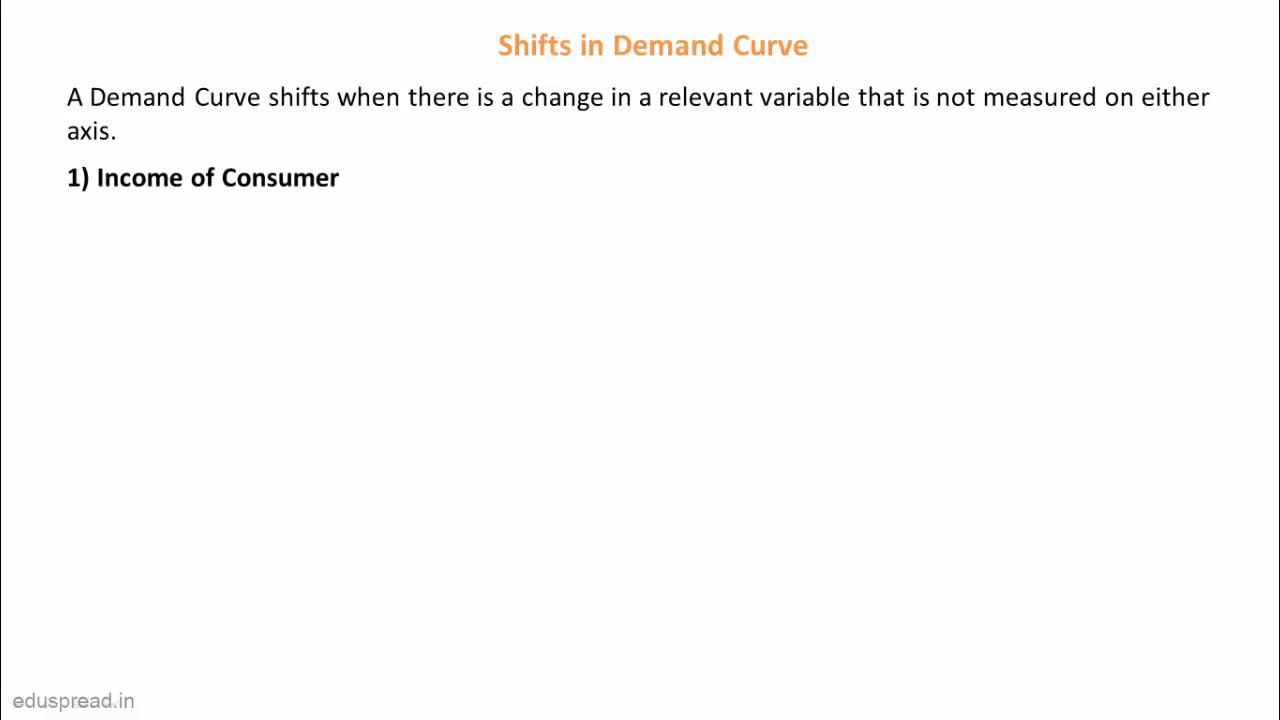 Shifts in Demand Curve
A Demand Curve shifts when there is a change in a relevant variable that is not measured on either
axis.
1) Income of Consumer
eduspread.in